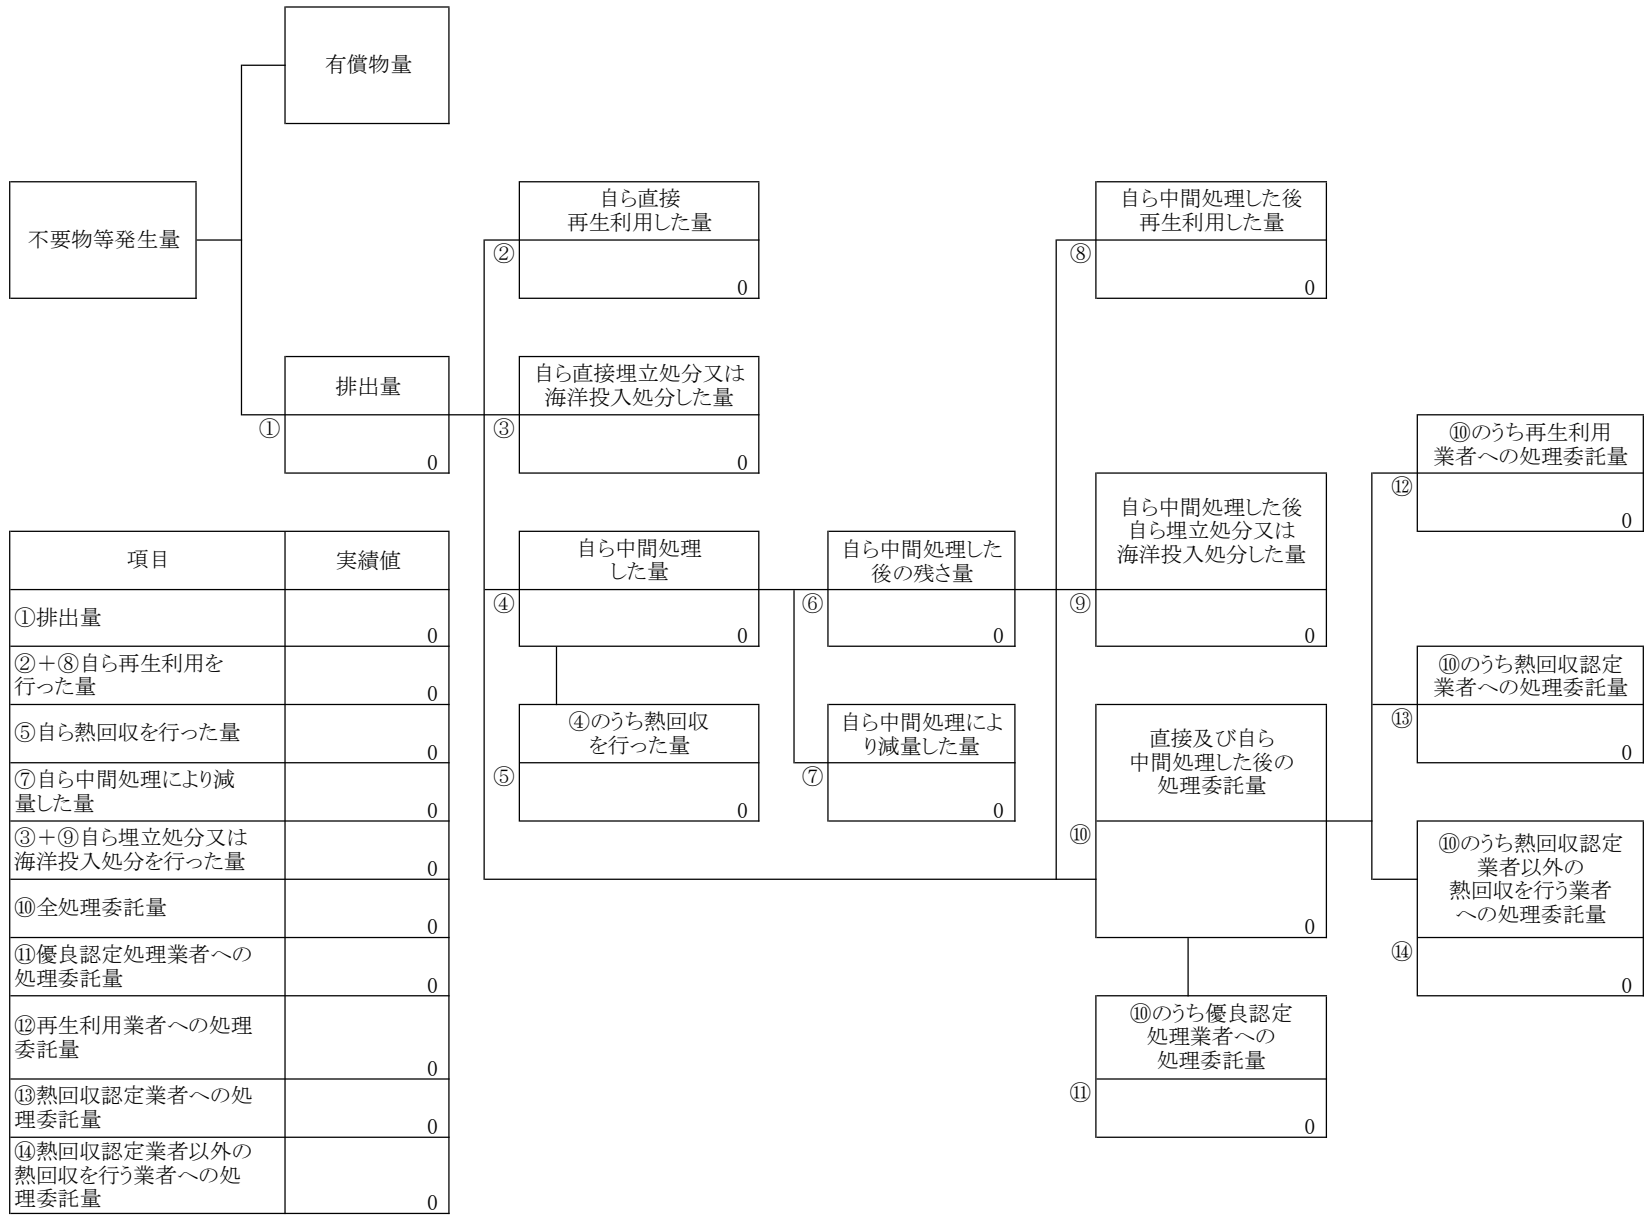 有償物量
不要物等発生量
排出量
①
0
自ら直接
再生利用した量
②
0
自ら直接埋立処分又は
海洋投入処分した量
③
0
自ら中間処理
した量
④
0
④のうち熱回収
を行った量
⑤
0
自ら中間処理した
後の残さ量
⑥
0
自ら中間処理によ
り減量した量
⑦
0
自ら中間処理した後
再生利用した量
⑧
0
自ら中間処理した後
自ら埋立処分又は
海洋投入処分した量
⑨
0
直接及び自ら
中間処理した後の
処理委託量
⑩
0
⑩のうち優良認定
処理業者への
処理委託量
⑪
0
⑩のうち再生利用
業者への処理委託量
⑫
0
⑩のうち熱回収認定
業者への処理委託量
⑬
0
⑩のうち熱回収認定
業者以外の
熱回収を行う業者
への処理委託量
⑭
0
項目 実績値
①排出量
0
②＋⑧自ら再生利用を
行った量 0
⑤自ら熱回収を行った量
0
⑦自ら中間処理により減
量した量 0
③＋⑨自ら埋立処分又は
海洋投入処分を行った量 0
⑩全処理委託量
0
⑪優良認定処理業者への
処理委託量 0
⑫再生利用業者への処理
委託量
0
⑬熱回収認定業者への処
理委託量 0
⑭熱回収認定業者以外の
熱回収を行う業者への処
理委託量 0